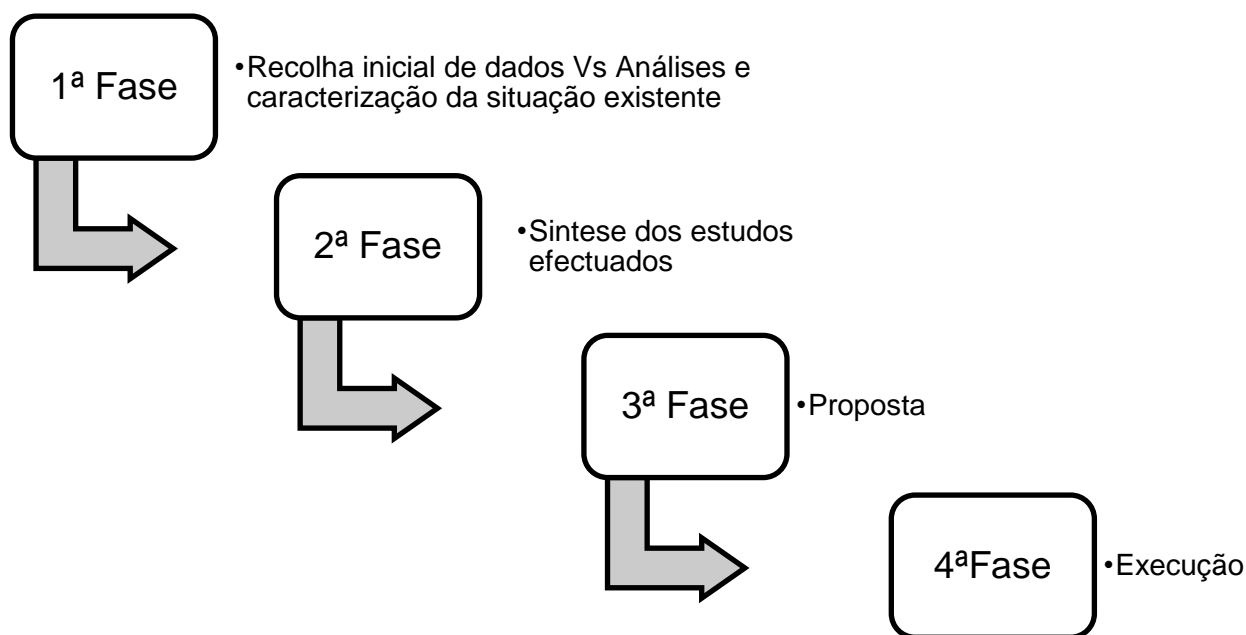 1ª Fase
•Recolha inicial de dados Vs Análises e
caracterização da situação existente
2ª Fase
•Sintese dos estudos
efectuados
3ª Fase
•Proposta
4ªFase
•Execução